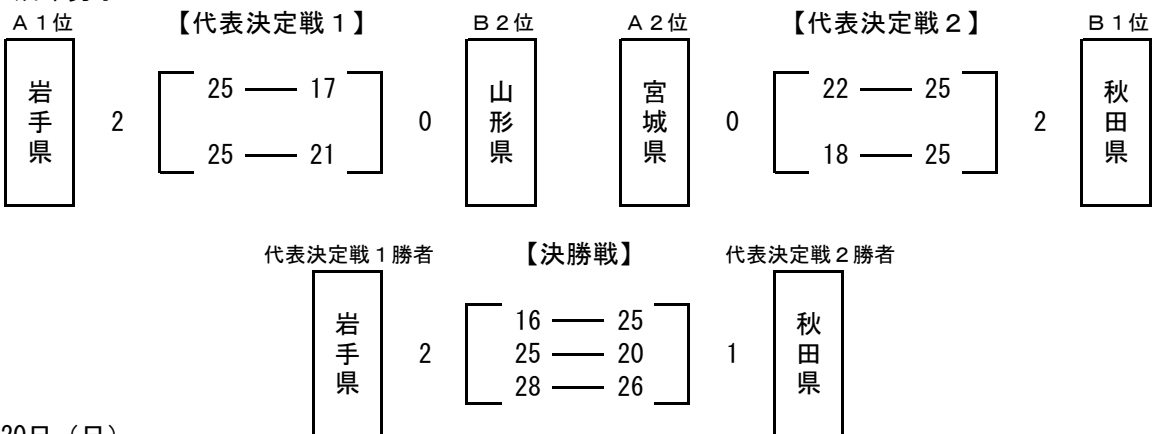 A1位 【代表決定戦1】 B2位 A2位 【代表決定戦2】 B1位
岩手県 2 25 ── 17 0 山形県 宮城県 0 22 ── 25 2 秋田県
25 ── 21 18 ── 25
代表決定戦1勝者 【決勝戦】 代表決定戦2勝者
岩手県 2 16 ── 25 1 秋田県
25 ── 20
28 ── 26